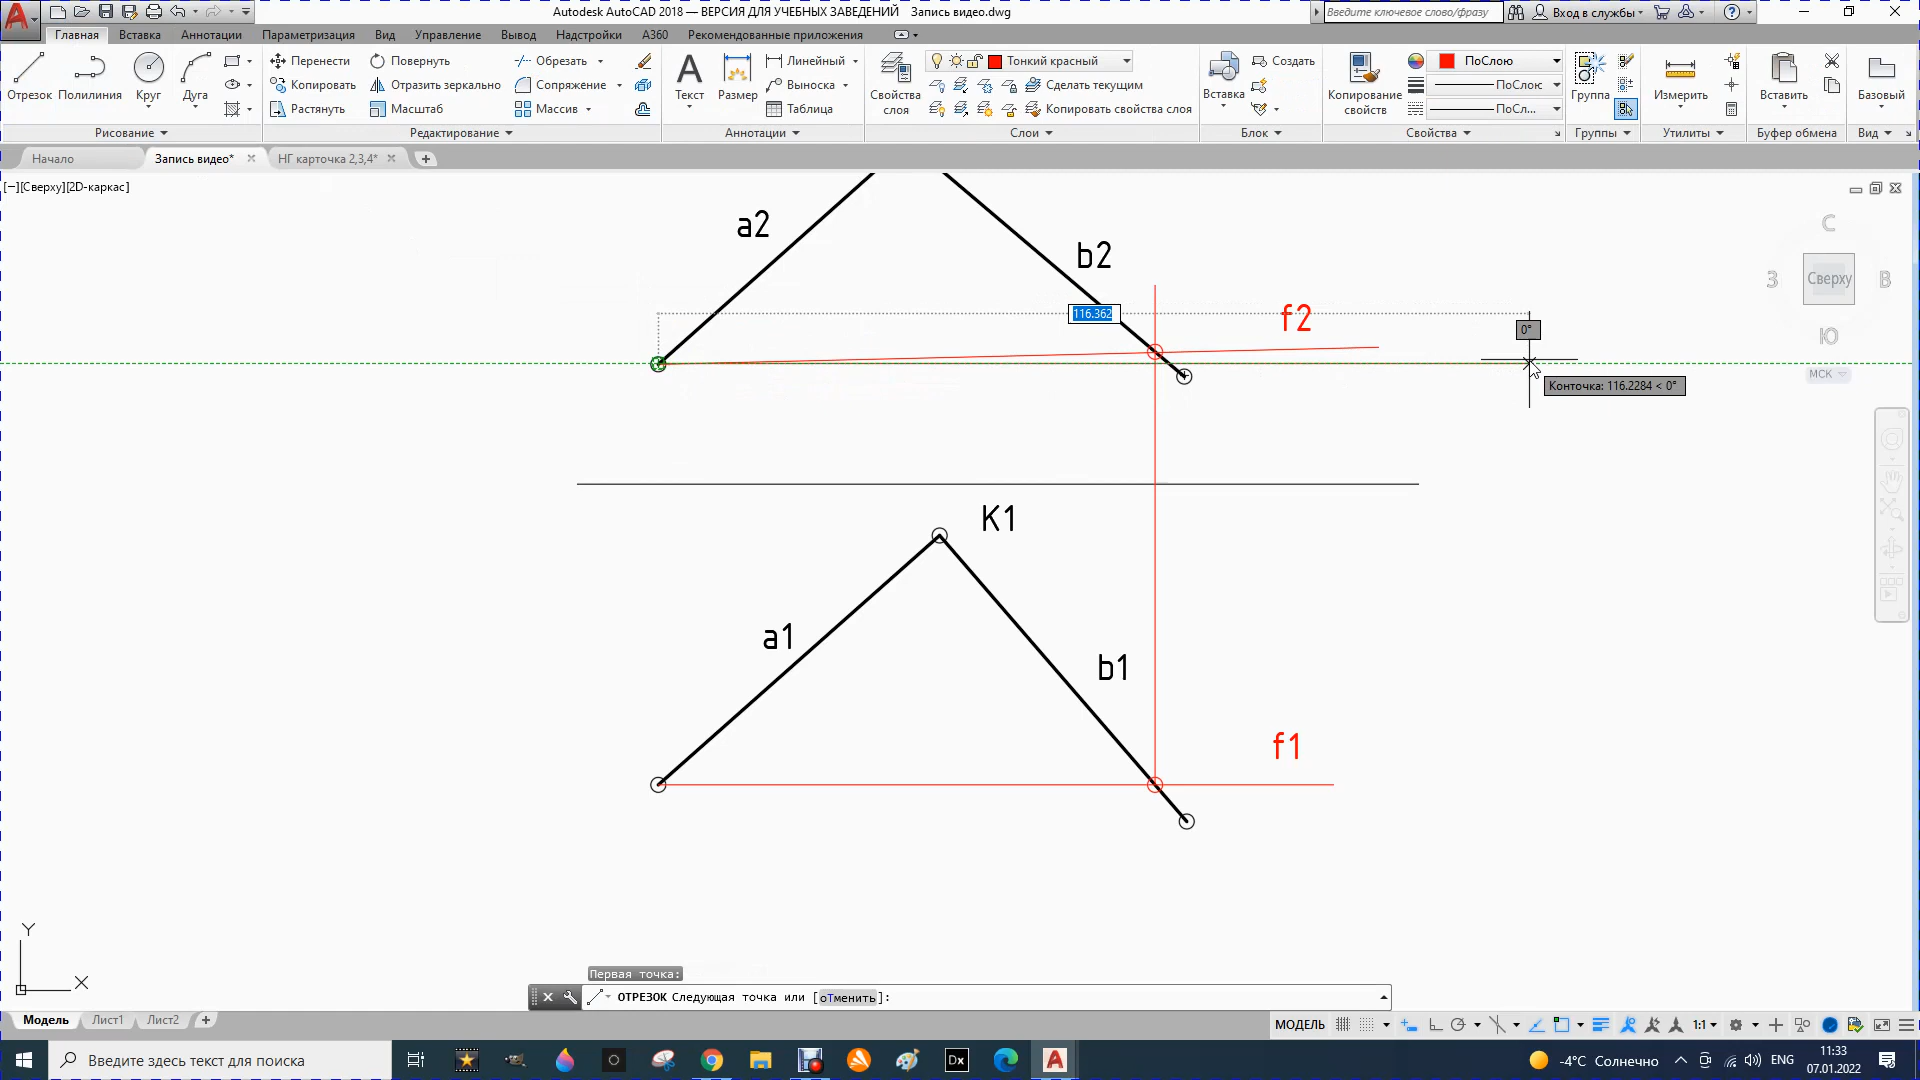 Autodesk AutoCAD 2018 — ВЕРСИЯ ДЛЯ УЧЕБНЫХ ЗАВЕДЕНИЙ Запись видео.dwg
Введите ключевое слово/фразу
Вход в службы
Главная Вставка Аннотации Параметризация Вид Управление Вывод Надстройки A360 Рекомендованные приложения
Отрезок Полилиния Круг Дуга
Рисование
Перенести Повернуть Обрезать
Копировать Отразить зеркально Сопряжение
Растянуть Масштаб Массив
Редактирование
Текст Размер
Линейный
Выноска
Таблица
Аннотации
Свойства слоя
Тонкий красный
Сделать текущим
Копировать свойства слоя
Слои
Вставка
Создать
Блок
Копирование свойств
ПоСлою
ПоСлою
ПоСл...
Свойства
Группа
Группы
Измерить
Утилиты
Вставить
Буфер обмена
Базовый
Вид
Начало Запись видео* НГ карточка 2,3,4*
[−][Сверху][2D-каркас]
С
З Сверху В
Ю
МСК
a2
b2
116.362
f2
0°
Конточка: 116.2284 < 0°
K1
a1
b1
f1
Y
X
Первая точка:
ОТРЕЗОК Следующая точка или [оТменить]:
Модель Лист1 Лист2
МОДЕЛЬ 1:1
Введите здесь текст для поиска
Dx
-4°C Солнечно
ENG
11:33
07.01.2022